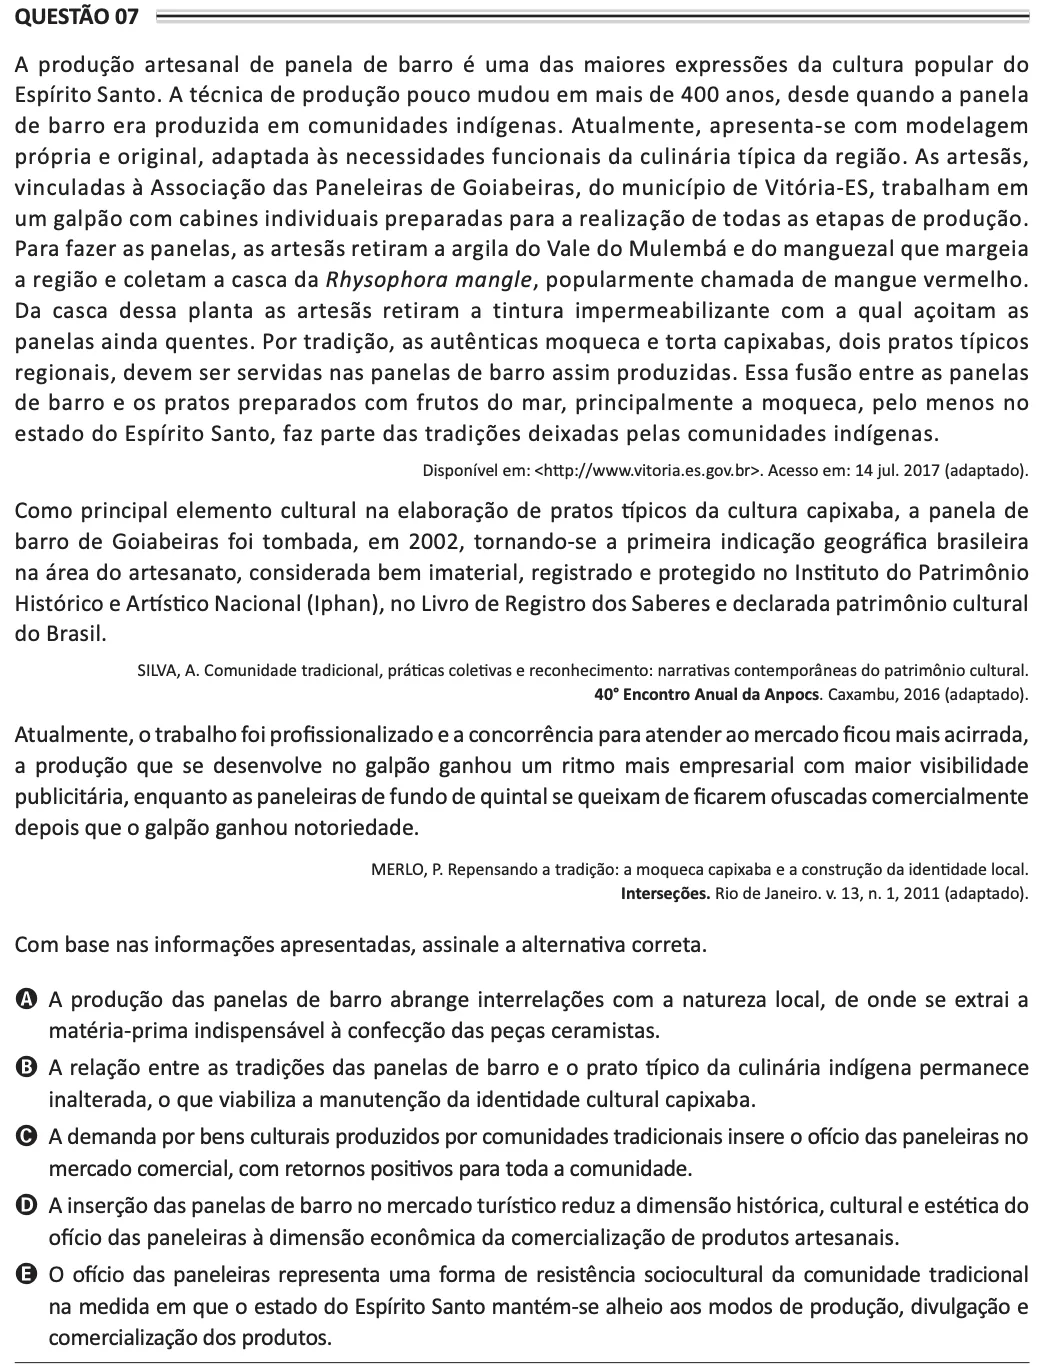 QUESTÃO 07
A produção artesanal de panela de barro é uma das maiores expressões da cultura popular do
Espírito Santo. A técnica de produção pouco mudou em mais de 400 anos, desde quando a panela
de barro era produzida em comunidades indígenas. Atualmente, apresenta-se com modelagem
própria e original, adaptada às necessidades funcionais da culinária típica da região. As artesãs,
vinculadas à Associação das Paneleiras de Goiabeiras, do município de Vitória-ES, trabalham em
um galpão com cabines individuais preparadas para a realização de todas as etapas de produção.
Para fazer as panelas, as artesãs retiram a argila do Vale do Mulembá e do manguezal que margeia
a região e coletam a casca da Rhysophora mangle, popularmente chamada de mangue vermelho.
Da casca dessa planta as artesãs retiram a tintura impermeabilizante com a qual açoitam as
panelas ainda quentes. Por tradição, as autênticas moqueca e torta capixabas, dois pratos típicos
regionais, devem ser servidas nas panelas de barro assim produzidas. Essa fusão entre as panelas
de barro e os pratos preparados com frutos do mar, principalmente a moqueca, pelo menos no
estado do Espírito Santo, faz parte das tradições deixadas pelas comunidades indígenas.
Disponível em: <http://www.vitoria.es.gov.br>. Acesso em: 14 jul. 2017 (adaptado).
Como principal elemento cultural na elaboração de pratos típicos da cultura capixaba, a panela de
barro de Goiabeiras foi tombada, em 2002, tornando-se a primeira indicação geográfica brasileira
na área do artesanato, considerada bem imaterial, registrado e protegido no Instituto do Patrimônio
Histórico e Artístico Nacional (Iphan), no Livro de Registro dos Saberes e declarada patrimônio cultural
do Brasil.
SILVA, A. Comunidade tradicional, práticas coletivas e reconhecimento: narrativas contemporâneas do patrimônio cultural.
40° Encontro Anual da Anpocs. Caxambu, 2016 (adaptado).
Atualmente, o trabalho foi profissionalizado e a concorrência para atender ao mercado ficou mais acirrada,
a produção que se desenvolve no galpão ganhou um ritmo mais empresarial com maior visibilidade
publicitária, enquanto as paneleiras de fundo de quintal se queixam de ficarem ofuscadas comercialmente
depois que o galpão ganhou notoriedade.
MERLO, P. Repensando a tradição: a moqueca capixaba e a construção da identidade local.
Interseções. Rio de Janeiro. v. 13, n. 1, 2011 (adaptado).
Com base nas informações apresentadas, assinale a alternativa correta.
A A produção das panelas de barro abrange interrelações com a natureza local, de onde se extrai a
matéria-prima indispensável à confecção das peças ceramistas.
B A relação entre as tradições das panelas de barro e o prato típico da culinária indígena permanece
inalterada, o que viabiliza a manutenção da identidade cultural capixaba.
C A demanda por bens culturais produzidos por comunidades tradicionais insere o ofício das paneleiras no
mercado comercial, com retornos positivos para toda a comunidade.
D A inserção das panelas de barro no mercado turístico reduz a dimensão histórica, cultural e estética do
ofício das paneleiras à dimensão econômica da comercialização de produtos artesanais.
E O ofício das paneleiras representa uma forma de resistência sociocultural da comunidade tradicional
na medida em que o estado do Espírito Santo mantém-se alheio aos modos de produção, divulgação e
comercialização dos produtos.